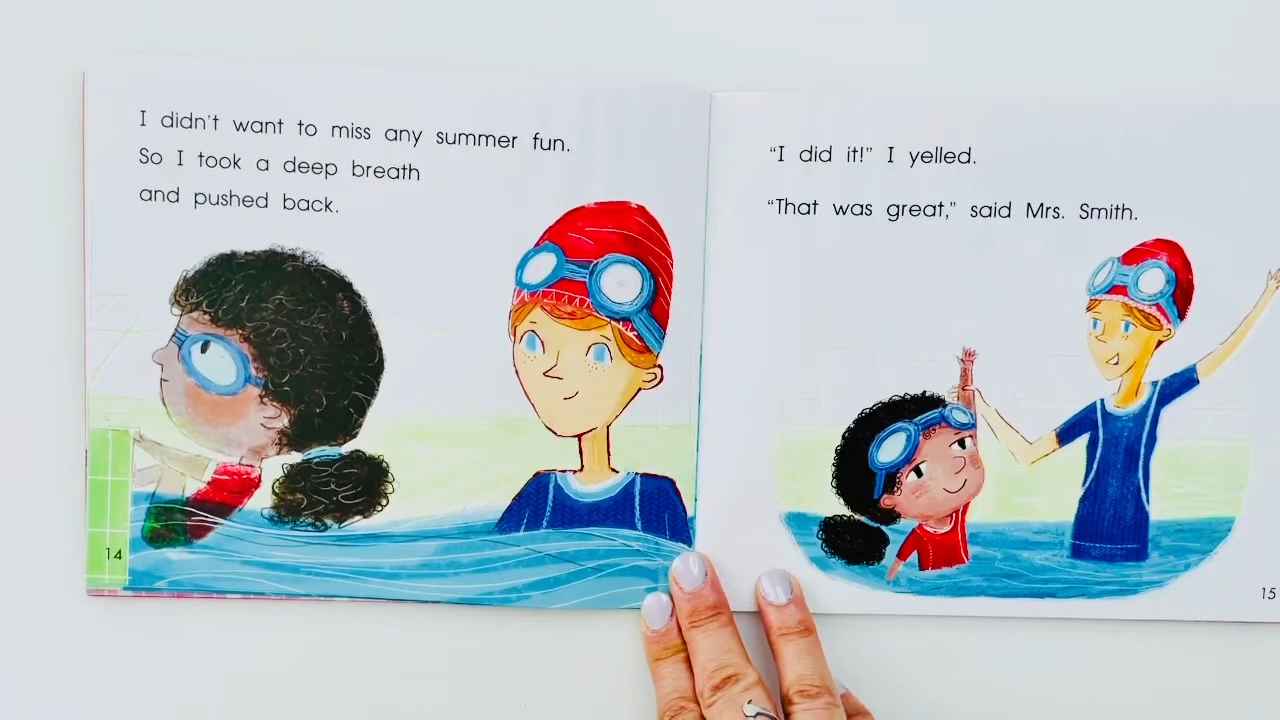 I didn't want to miss any summer fun.
So I took a deep breath
and pushed back.
14
"I did it!" I yelled.
"That was great," said Mrs. Smith.
15